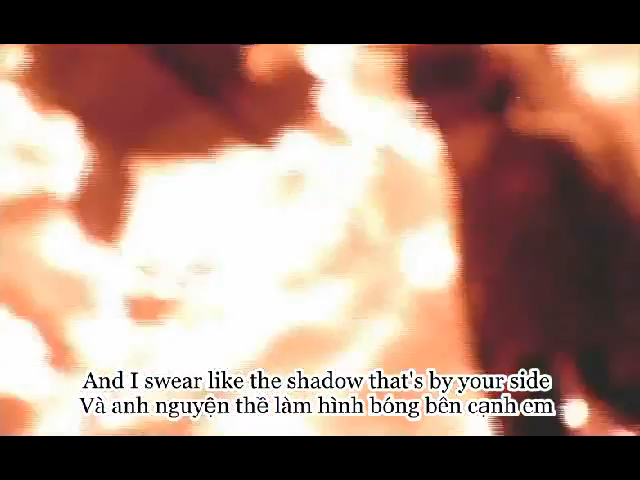 And I swear like the shadow that's by your side
Và anh nguyện thề làm hình bóng bên cạnh em